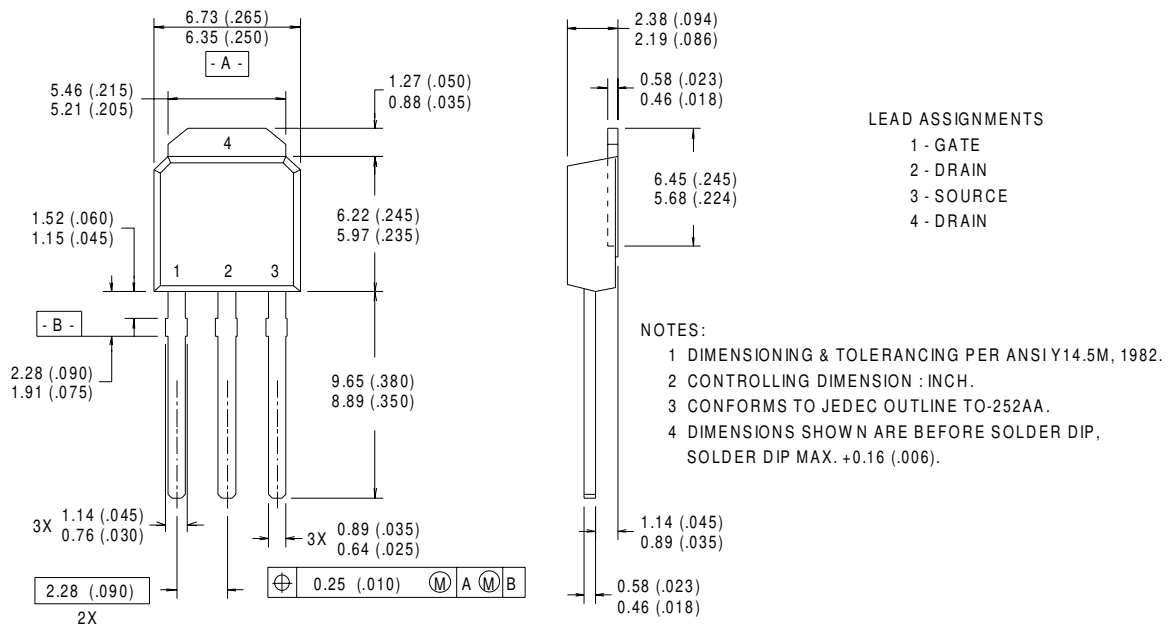 6.73 (.265)
6.35 (.250)
- A -
5.46 (.215)
5.21 (.205)
1.27 (.050)
0.88 (.035)
4
6.22 (.245)
5.97 (.235)
1.52 (.060)
1.15 (.045)
1 2 3
- B -
2.28 (.090)
1.91 (.075)
9.65 (.380)
8.89 (.350)
3X 1.14 (.045)
0.76 (.030)
3X 0.89 (.035)
0.64 (.025)
2.28 (.090)
2X
⌖ 0.25 (.010) Ⓜ A Ⓜ B
2.38 (.094)
2.19 (.086)
0.58 (.023)
0.46 (.018)
6.45 (.245)
5.68 (.224)
1.14 (.045)
0.89 (.035)
0.58 (.023)
0.46 (.018)
LEAD ASSIGNMENTS
1 - GATE
2 - DRAIN
3 - SOURCE
4 - DRAIN
NOTES:
1 DIMENSIONING & TOLERANCING PER ANSI Y14.5M, 1982.
2 CONTROLLING DIMENSION : INCH.
3 CONFORMS TO JEDEC OUTLINE TO-252AA.
4 DIMENSIONS SHOWN ARE BEFORE SOLDER DIP,
SOLDER DIP MAX. +0.16 (.006).